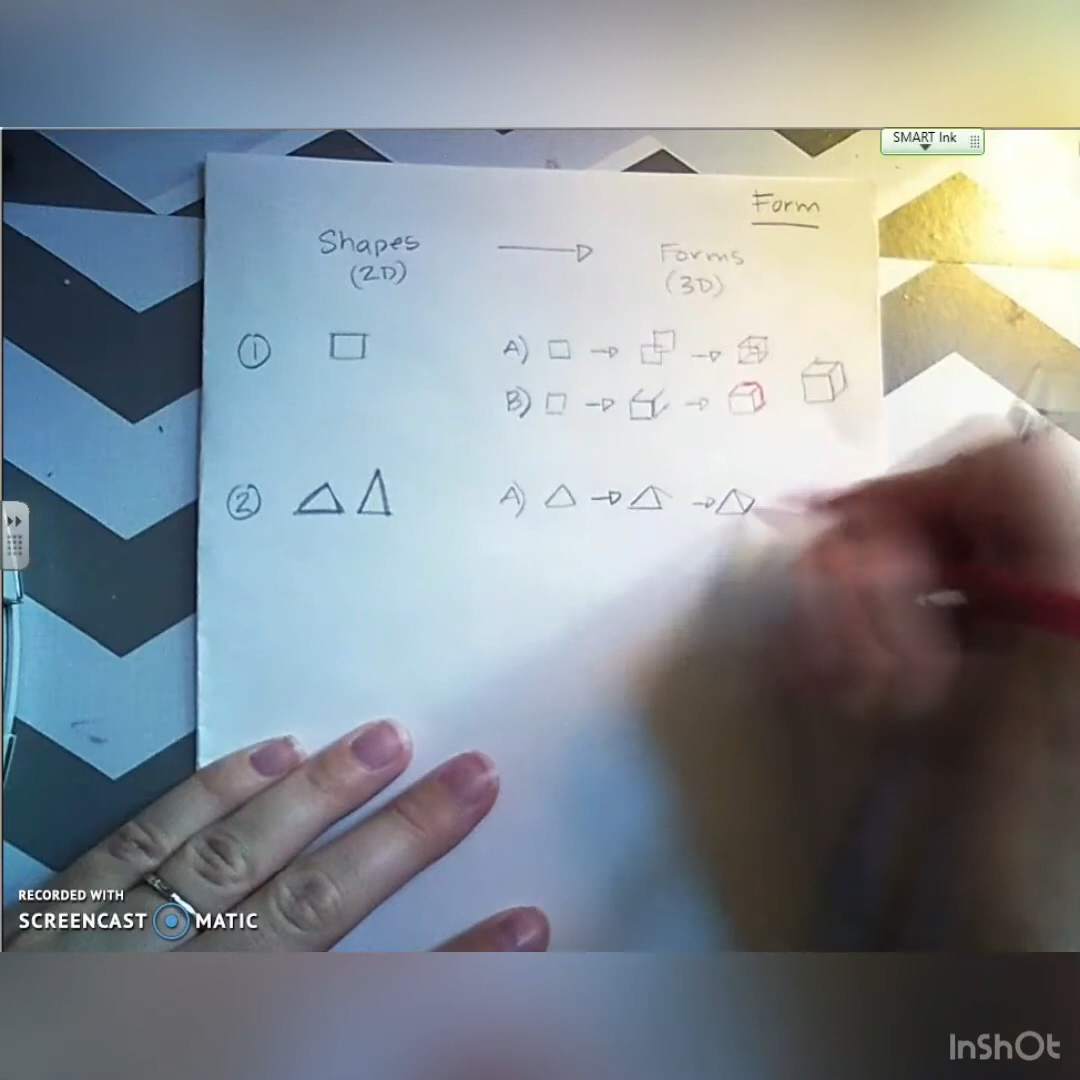 SMART Ink
Form
Shapes → Forms
(2D) (3D)
① A) → →
B) → →
② A) → →
RECORDED WITH
SCREENCAST MATIC
InShOt